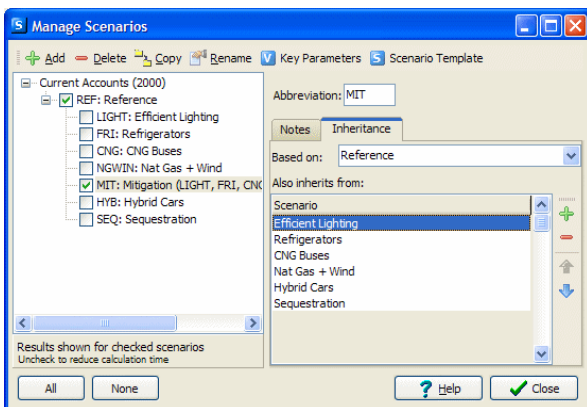 Manage Scenarios
Add Delete Copy Rename Key Parameters Scenario Template
Current Accounts (2000)
REF: Reference
LIGHT: Efficient Lighting
FRI: Refrigerators
CNG: CNG Buses
NGWIN: Nat Gas + Wind
MIT: Mitigation (LIGHT, FRI, CNG
HYB: Hybrid Cars
SEQ: Sequestration
Results shown for checked scenarios
Uncheck to reduce calculation time
Abbreviation: MIT
Notes Inheritance
Based on: Reference
Also inherits from:
Scenario
Efficient Lighting
Refrigerators
CNG Buses
Nat Gas + Wind
Hybrid Cars
Sequestration
All None Help Close